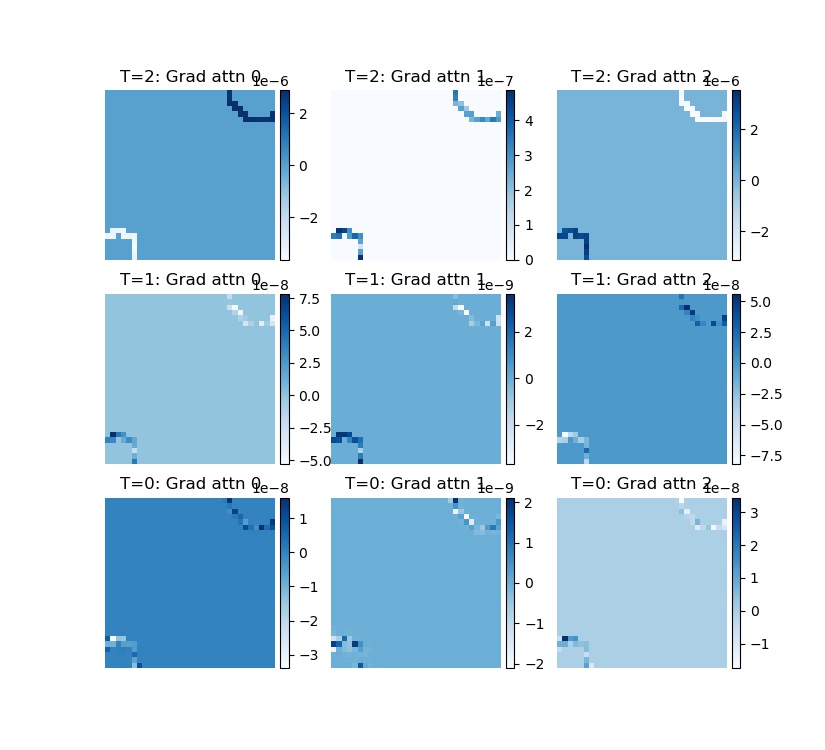 T=2: Grad attn 0
1e−6
T=2: Grad attn 1
1e−7
T=2: Grad attn 2
1e−6
2
0
−2
4
3
2
1
0
2
0
−2
T=1: Grad attn 0
1e−8
T=1: Grad attn 1
1e−9
T=1: Grad attn 2
1e−8
7.5
5.0
2.5
0.0
−2.5
−5.0
2
0
−2
5.0
2.5
0.0
−2.5
−5.0
−7.5
T=0: Grad attn 0
1e−8
T=0: Grad attn 1
1e−9
T=0: Grad attn 2
1e−8
1
0
−1
−2
−3
2
1
0
−1
−2
3
2
1
0
−1